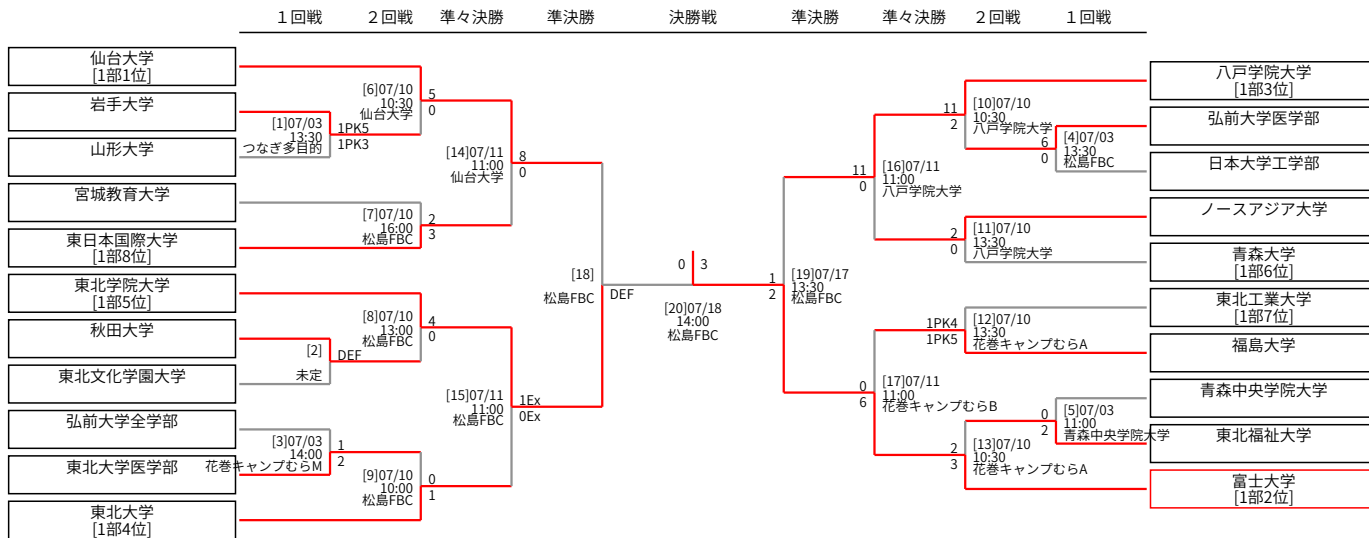 １回戦 ２回戦 準々決勝 準決勝 決勝戦 準決勝 準々決勝 ２回戦 １回戦
仙台大学
[1部1位]
岩手大学
山形大学
宮城教育大学
東日本国際大学
[1部8位]
東北学院大学
[1部5位]
秋田大学
東北文化学園大学
弘前大学全学部
東北大学医学部
東北大学
[1部4位]
[1]07/03
13:30
つなぎ多目的
1PK5
1PK3
[2]
未定
DEF
[3]07/03
14:00
花巻キャンプむらM
1
2
[6]07/10
10:30
仙台大学
5
0
[7]07/10
16:00
松島FBC
2
3
[8]07/10
13:00
松島FBC
4
0
[9]07/10
10:00
松島FBC
0
1
[14]07/11
11:00
仙台大学
8
0
[15]07/11
11:00
松島FBC
1Ex
0Ex
[18]
松島FBC
DEF
0 3
[20]07/18
14:00
松島FBC
1
2
[19]07/17
13:30
松島FBC
11
0
[16]07/11
11:00
八戸学院大学
0
6
[17]07/11
11:00
花巻キャンプむらB
11
2
[10]07/10
10:30
八戸学院大学
2
0
[11]07/10
13:30
八戸学院大学
1PK4
1PK5
[12]07/10
13:30
花巻キャンプむらA
2
3
[13]07/10
10:30
花巻キャンプむらA
6
0
[4]07/03
13:30
松島FBC
0
2
[5]07/03
11:00
青森中央学院大学
八戸学院大学
[1部3位]
弘前大学医学部
日本大学工学部
ノースアジア大学
青森大学
[1部6位]
東北工業大学
[1部7位]
福島大学
青森中央学院大学
東北福祉大学
富士大学
[1部2位]